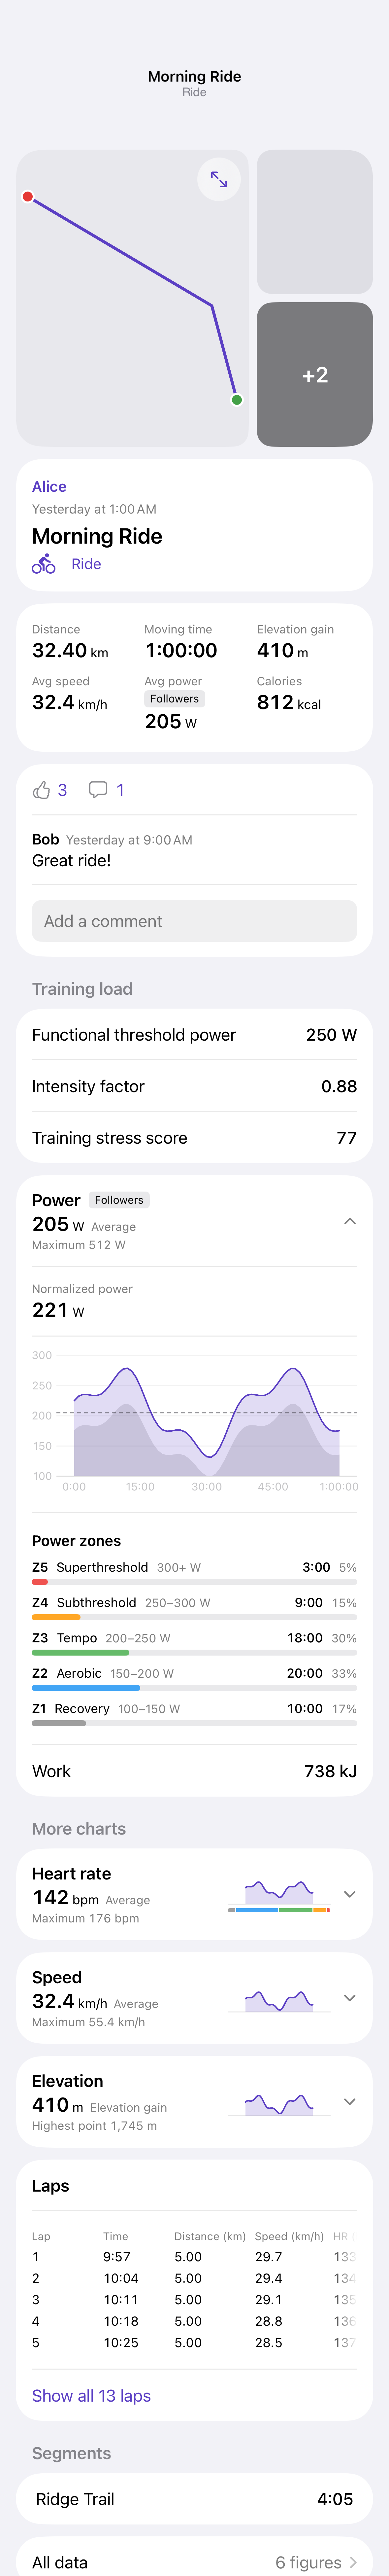 Morning Ride
Ride
+2
Alice
Yesterday at 1:00 AM
Morning Ride
Ride
Distance Moving time Elevation gain
32.40 km 1:00:00 410 m
Avg speed Avg power Calories
32.4 km/h Followers 812 kcal
205 W
3 1
Bob Yesterday at 9:00 AM
Great ride!
Add a comment
Training load
Functional threshold power 250 W
Intensity factor 0.88
Training stress score 77
Power Followers
205 W Average
Maximum 512 W
Normalized power
221 W
300
250
200
150
100
0:00 15:00 30:00 45:00 1:00:00
Power zones
Z5 Superthreshold 300+ W 3:00 5%
Z4 Subthreshold 250–300 W 9:00 15%
Z3 Tempo 200–250 W 18:00 30%
Z2 Aerobic 150–200 W 20:00 33%
Z1 Recovery 100–150 W 10:00 17%
Work 738 kJ
More charts
Heart rate
142 bpm Average
Maximum 176 bpm
Speed
32.4 km/h Average
Maximum 55.4 km/h
Elevation
410 m Elevation gain
Highest point 1,745 m
Laps
Lap Time Distance (km) Speed (km/h) HR
1 9:57 5.00 29.7 133
2 10:04 5.00 29.4 134
3 10:11 5.00 29.1 135
4 10:18 5.00 28.8 136
5 10:25 5.00 28.5 137
Show all 13 laps
Segments
Ridge Trail 4:05
All data 6 figures